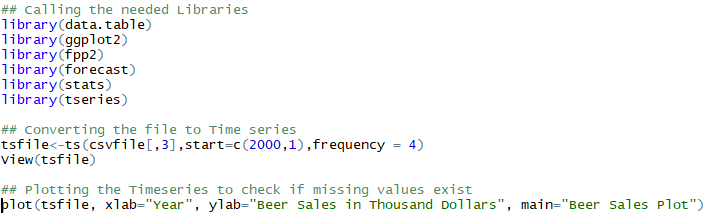 ## Calling the needed Libraries
library(data.table)
library(ggplot2)
library(fpp2)
library(forecast)
library(stats)
library(tseries)
## Converting the file to Time series
tsfile<-ts(csvfile[,3],start=c(2000,1),frequency = 4)
View(tsfile)
## Plotting the Timeseries to check if missing values exist
plot(tsfile, xlab="Year", ylab="Beer Sales in Thousand Dollars", main="Beer Sales Plot")